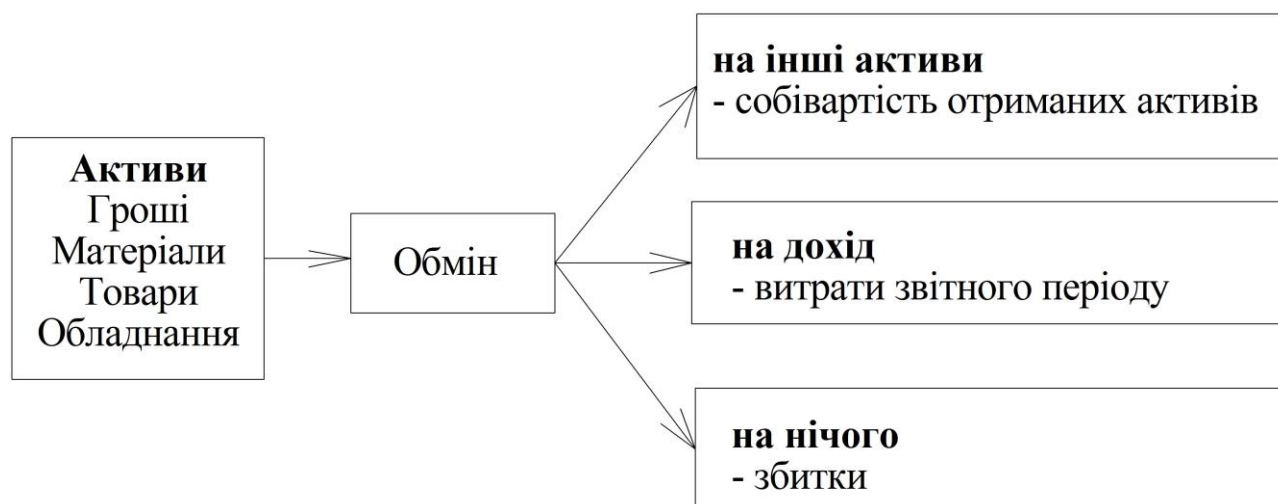 Активи
Гроші
Матеріали
Товари
Обладнання
Обмін
на інші активи
- собівартість отриманих активів
на дохід
- витрати звітного періоду
на нічого
- збитки